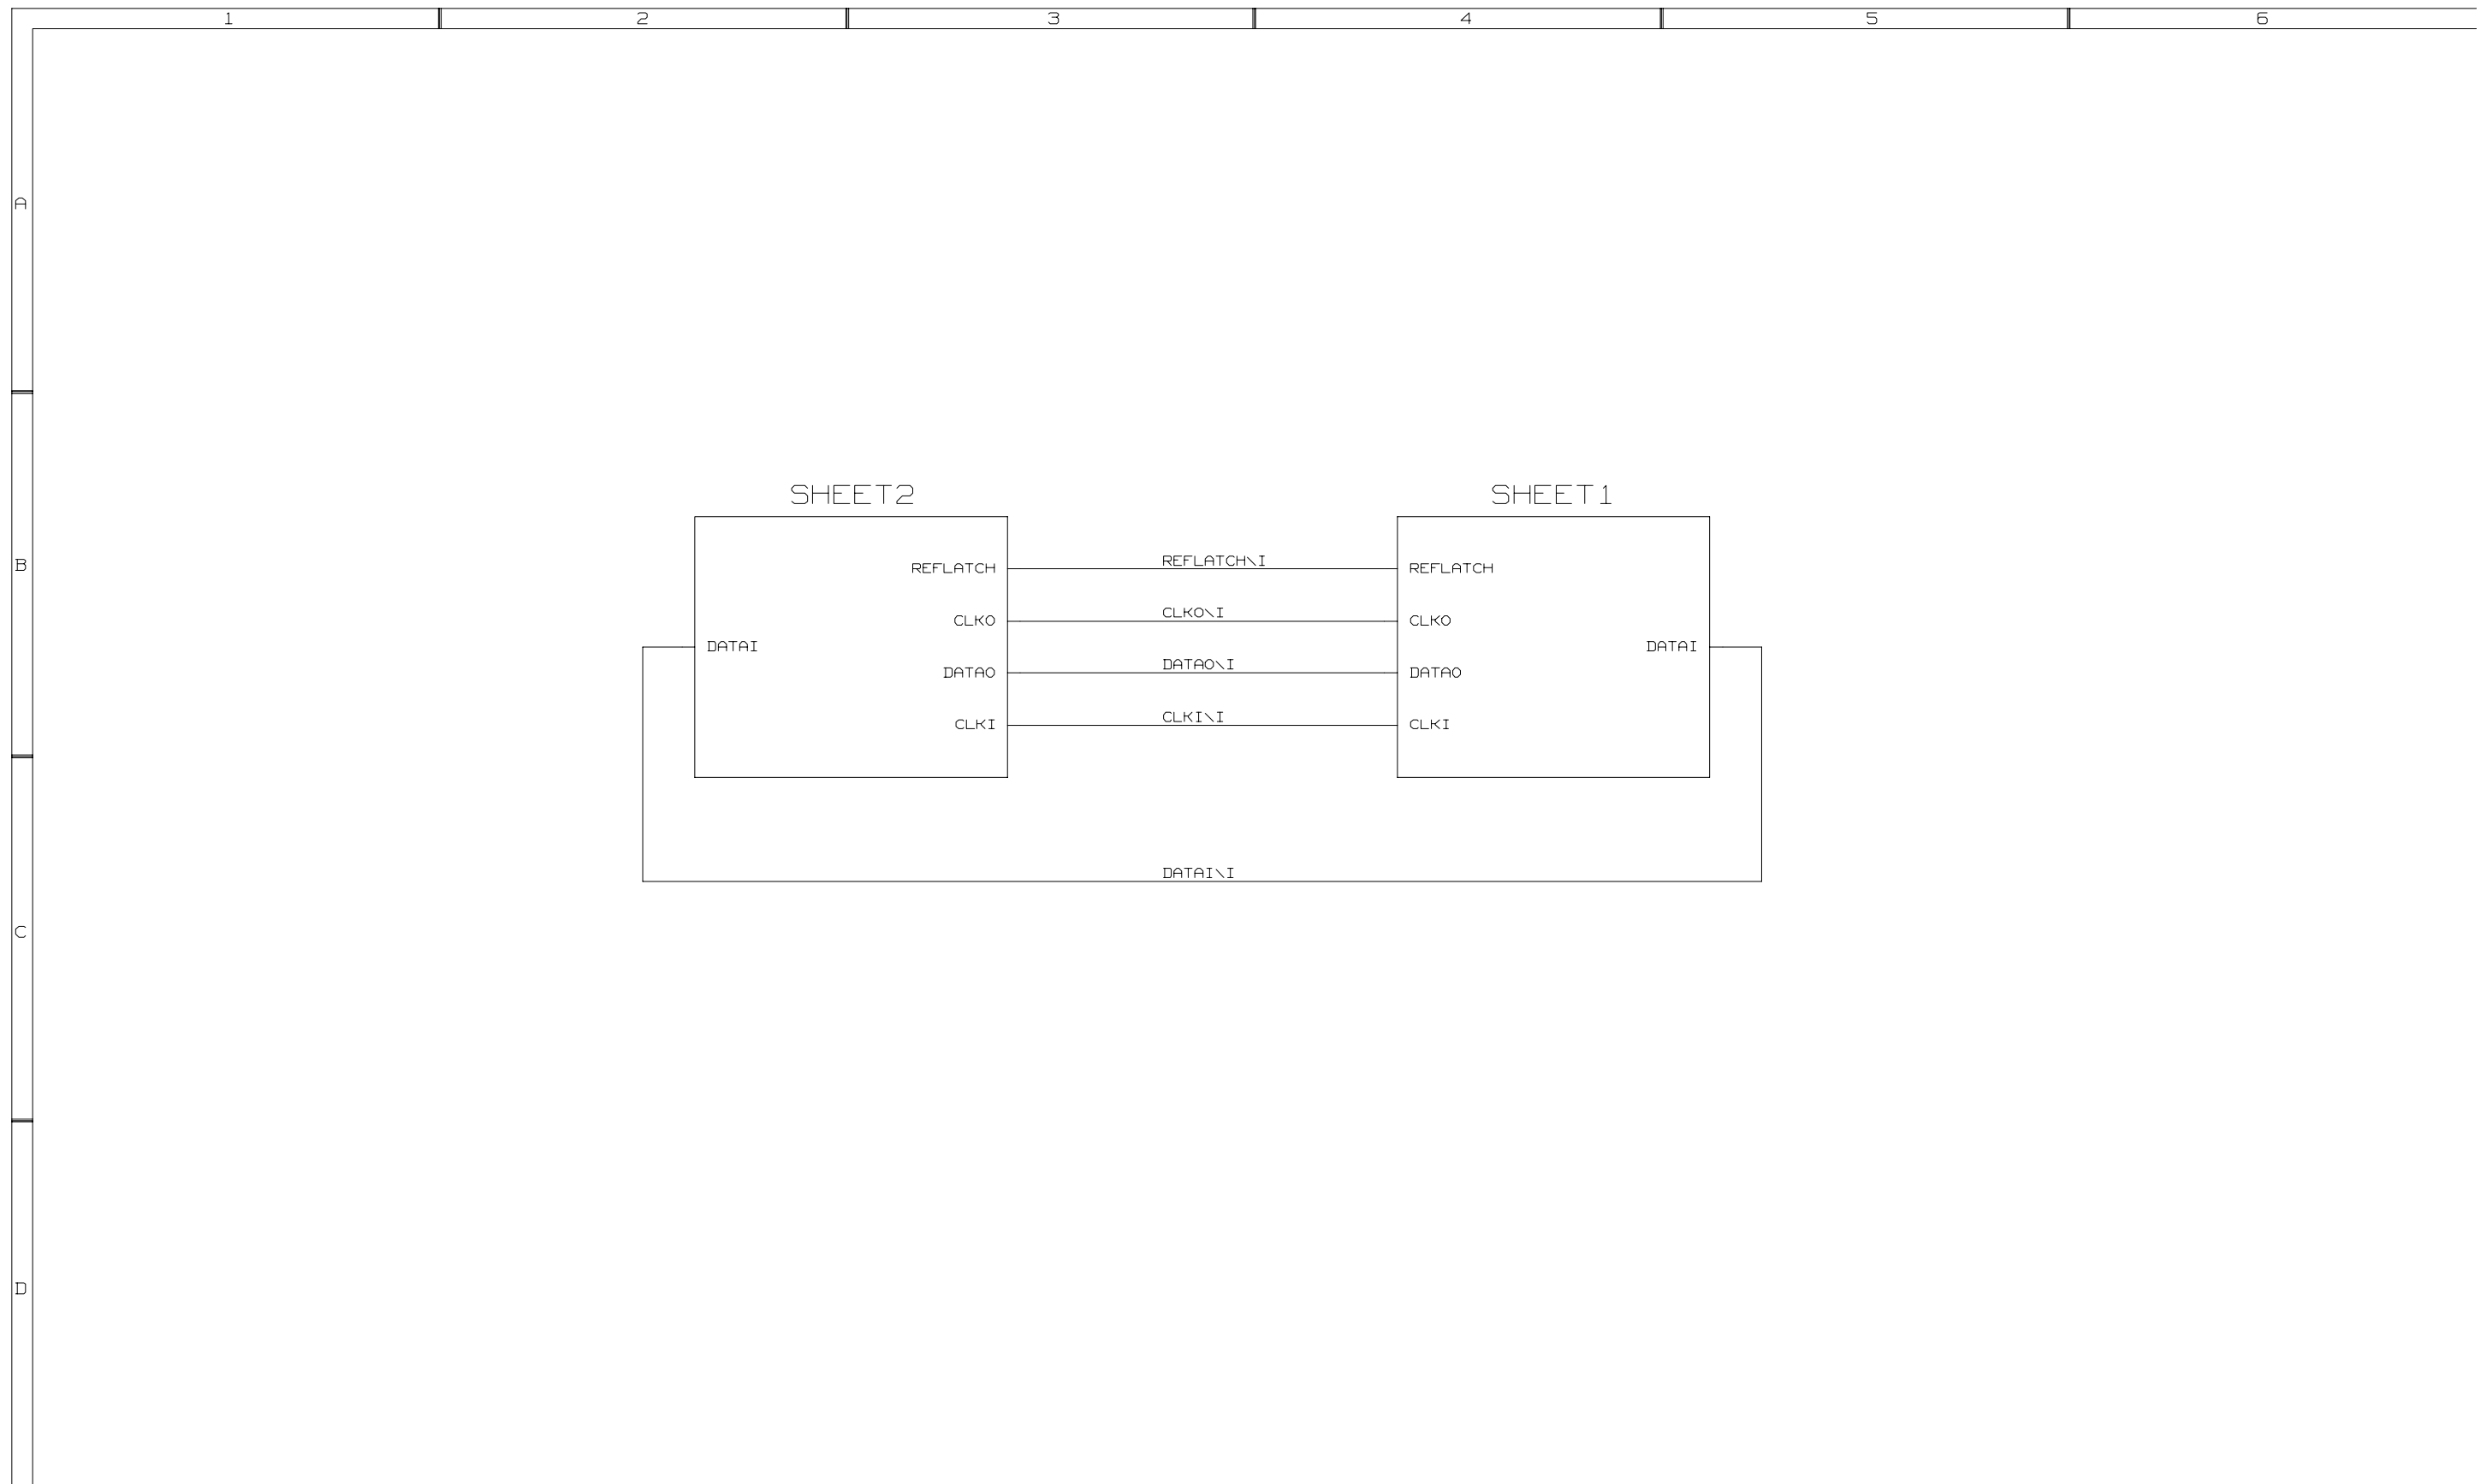 1 2 3 4 5 6
A
SHEET2 SHEET1
REFLATCH REFLATCH\I REFLATCH
B
CLKO CLKO\I CLKO
DATAI DATAI
DATAO DATAO\I DATAO
CLKI CLKI\I CLKI
DATAI\I
C
D